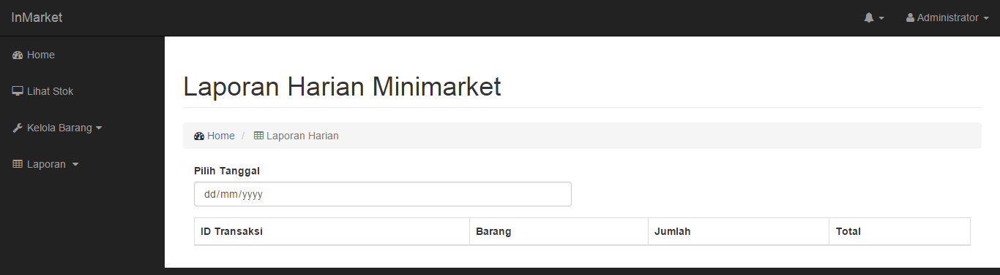 InMarket
Administrator
Home
Lihat Stok
Kelola Barang
Laporan
Laporan Harian Minimarket
Home / Laporan Harian
Pilih Tanggal
dd/mm/yyyy
ID Transaksi Barang Jumlah Total